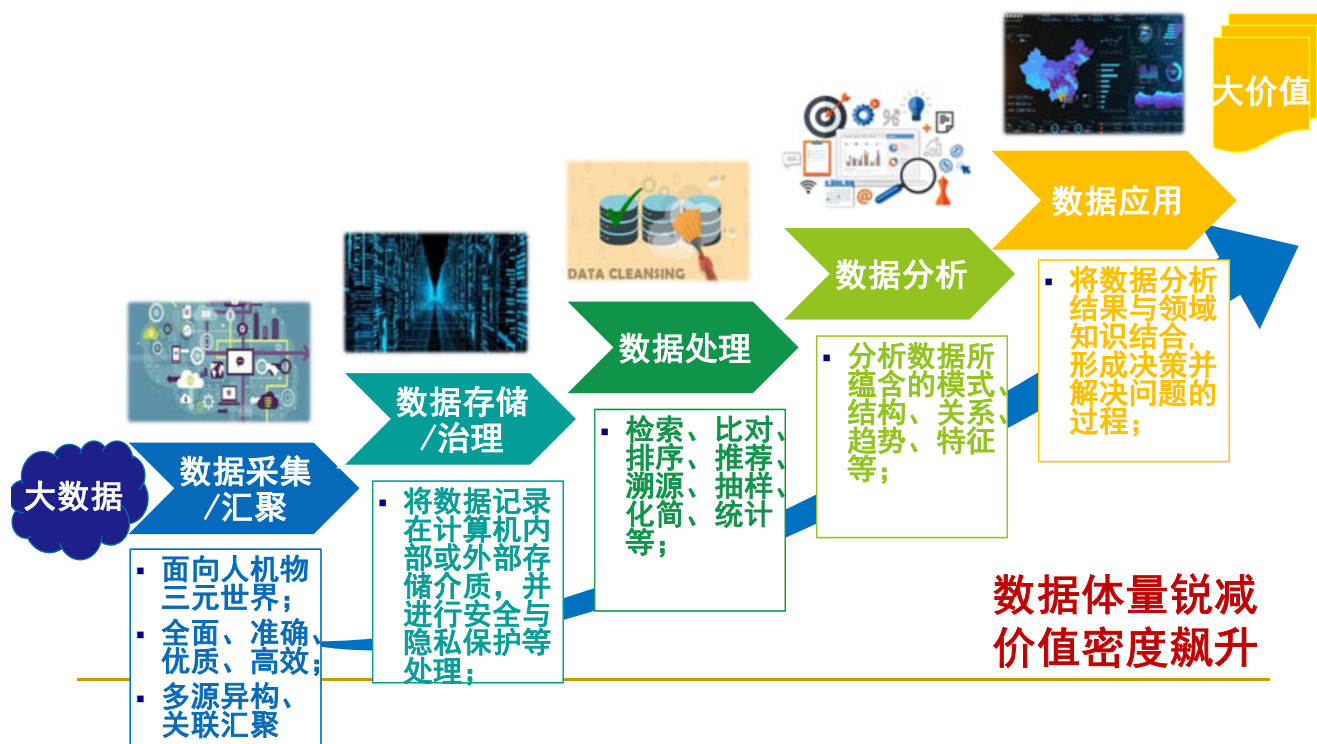 大数据
数据采集
/汇聚
面向人机物
三元世界；
全面、准确、
优质、高效；
多源异构、
关联汇聚
数据存储
/治理
将数据记录
在计算机内
部或外部存
储介质，并
进行安全与
隐私保护等
处理；
DATA CLEANSING
数据处理
检索、比对、
排序、推荐、
溯源、抽样、
化简、统计
等；
数据分析
分析数据所
蕴含的模式、
结构、关系、
趋势、特征
等；
数据应用
将数据分析
结果与领域
知识结合，
形成决策并
解决问题的
过程；
大价值
数据体量锐减
价值密度飙升